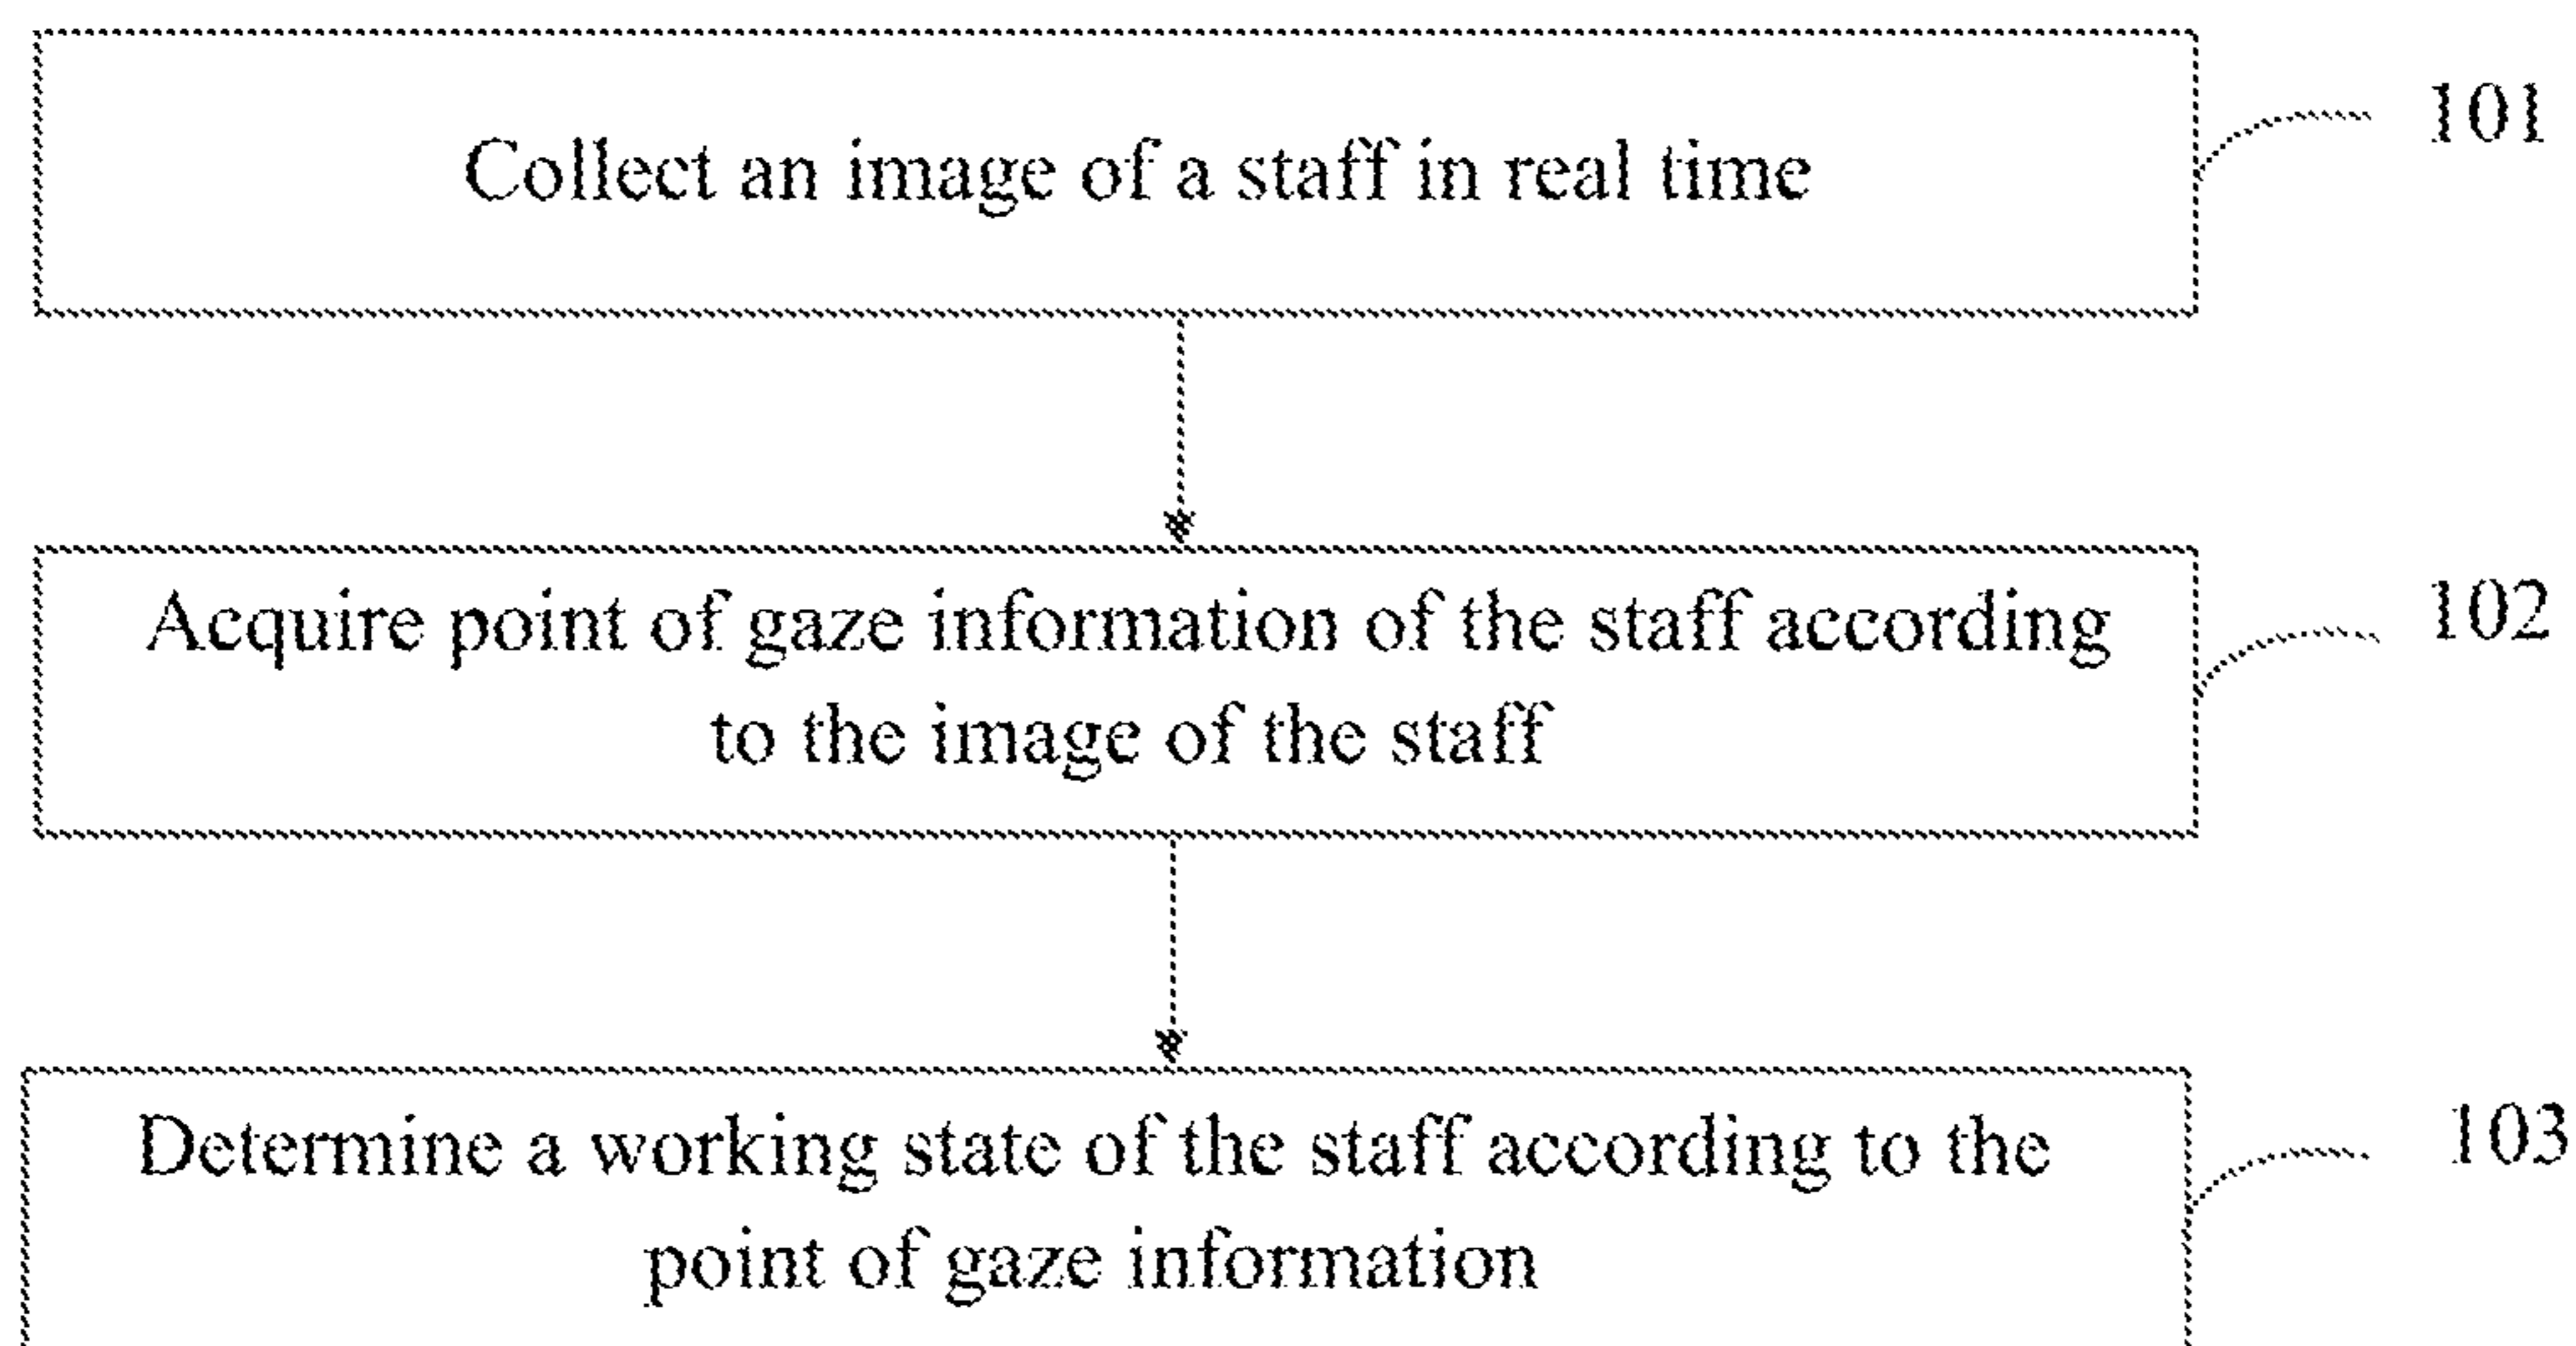 Collect an image of a staff in real time
101
Acquire point of gaze information of the staff according
to the image of the staff
102
Determine a working state of the staff according to the
point of gaze information
103